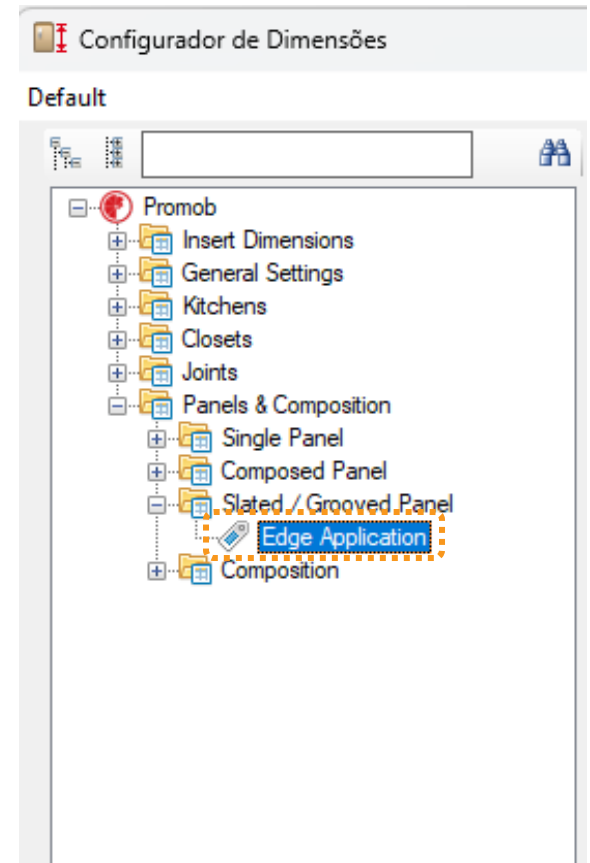 Configurador de Dimensões
Default
Promob
Insert Dimensions
General Settings
Kitchens
Closets
Joints
Panels & Composition
Single Panel
Composed Panel
Slated / Grooved Panel
Edge Application
Composition